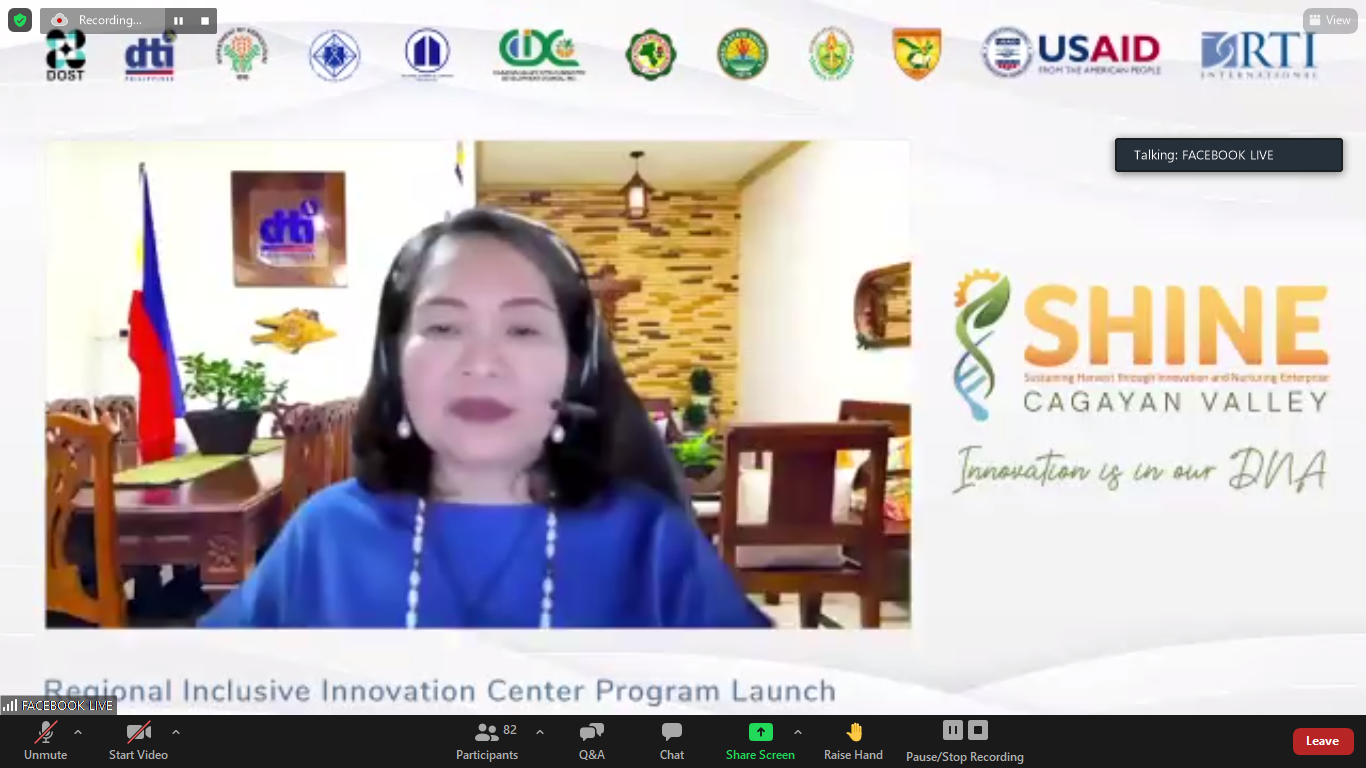 Recording...
View
DOST
dti
PHILIPPINES
USAID
FROM THE AMERICAN PEOPLE
RTI
INTERNATIONAL
Talking: FACEBOOK LIVE
dti
SHINE
Sustaining Harvest through Innovation and Nurturing Enterprise
CAGAYAN VALLEY
Innovation is in our DNA
Regional Inclusive Innovation Center Program Launch
FACEBOOK LIVE
Unmute
Start Video
82
Participants
Q&A
Chat
Share Screen
Raise Hand
Pause/Stop Recording
Leave